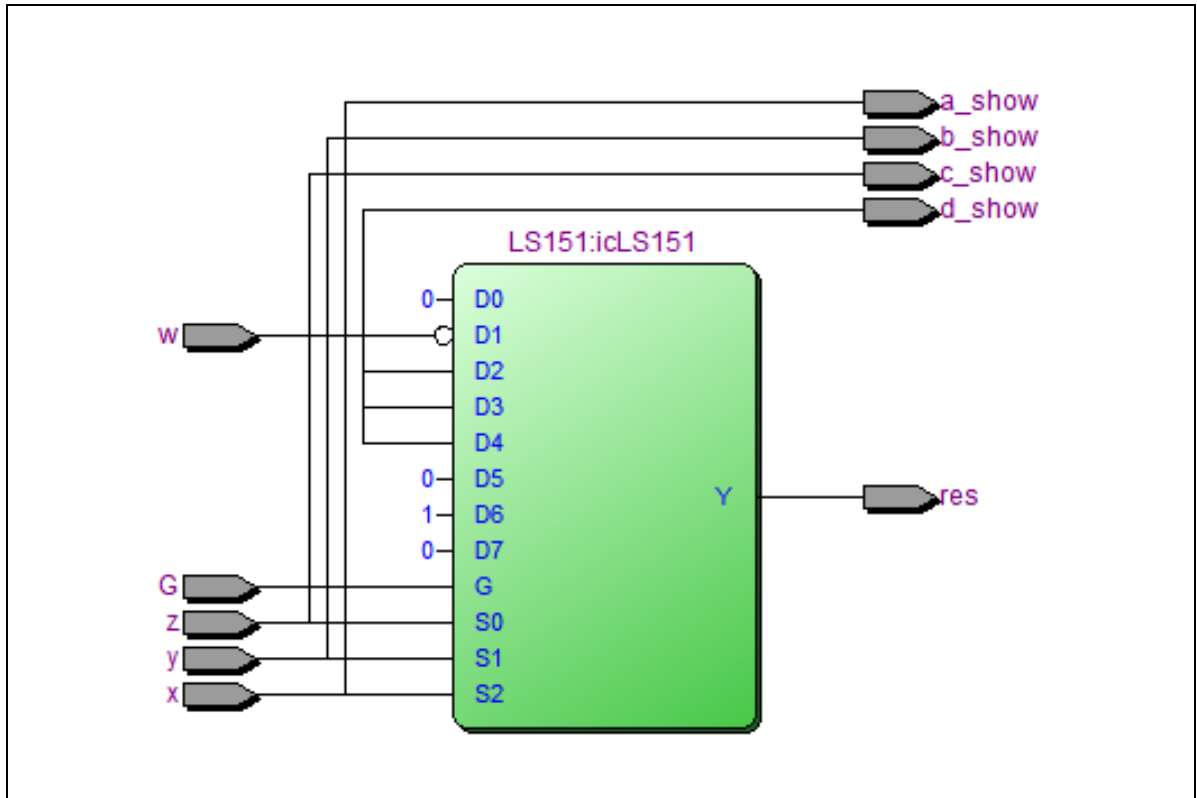 a_show
b_show
c_show
d_show
LS151:icLS151
0 D0
w D1
D2
D3
D4
0 D5
1 D6
0 D7
Y res
G G
z S0
y S1
x S2